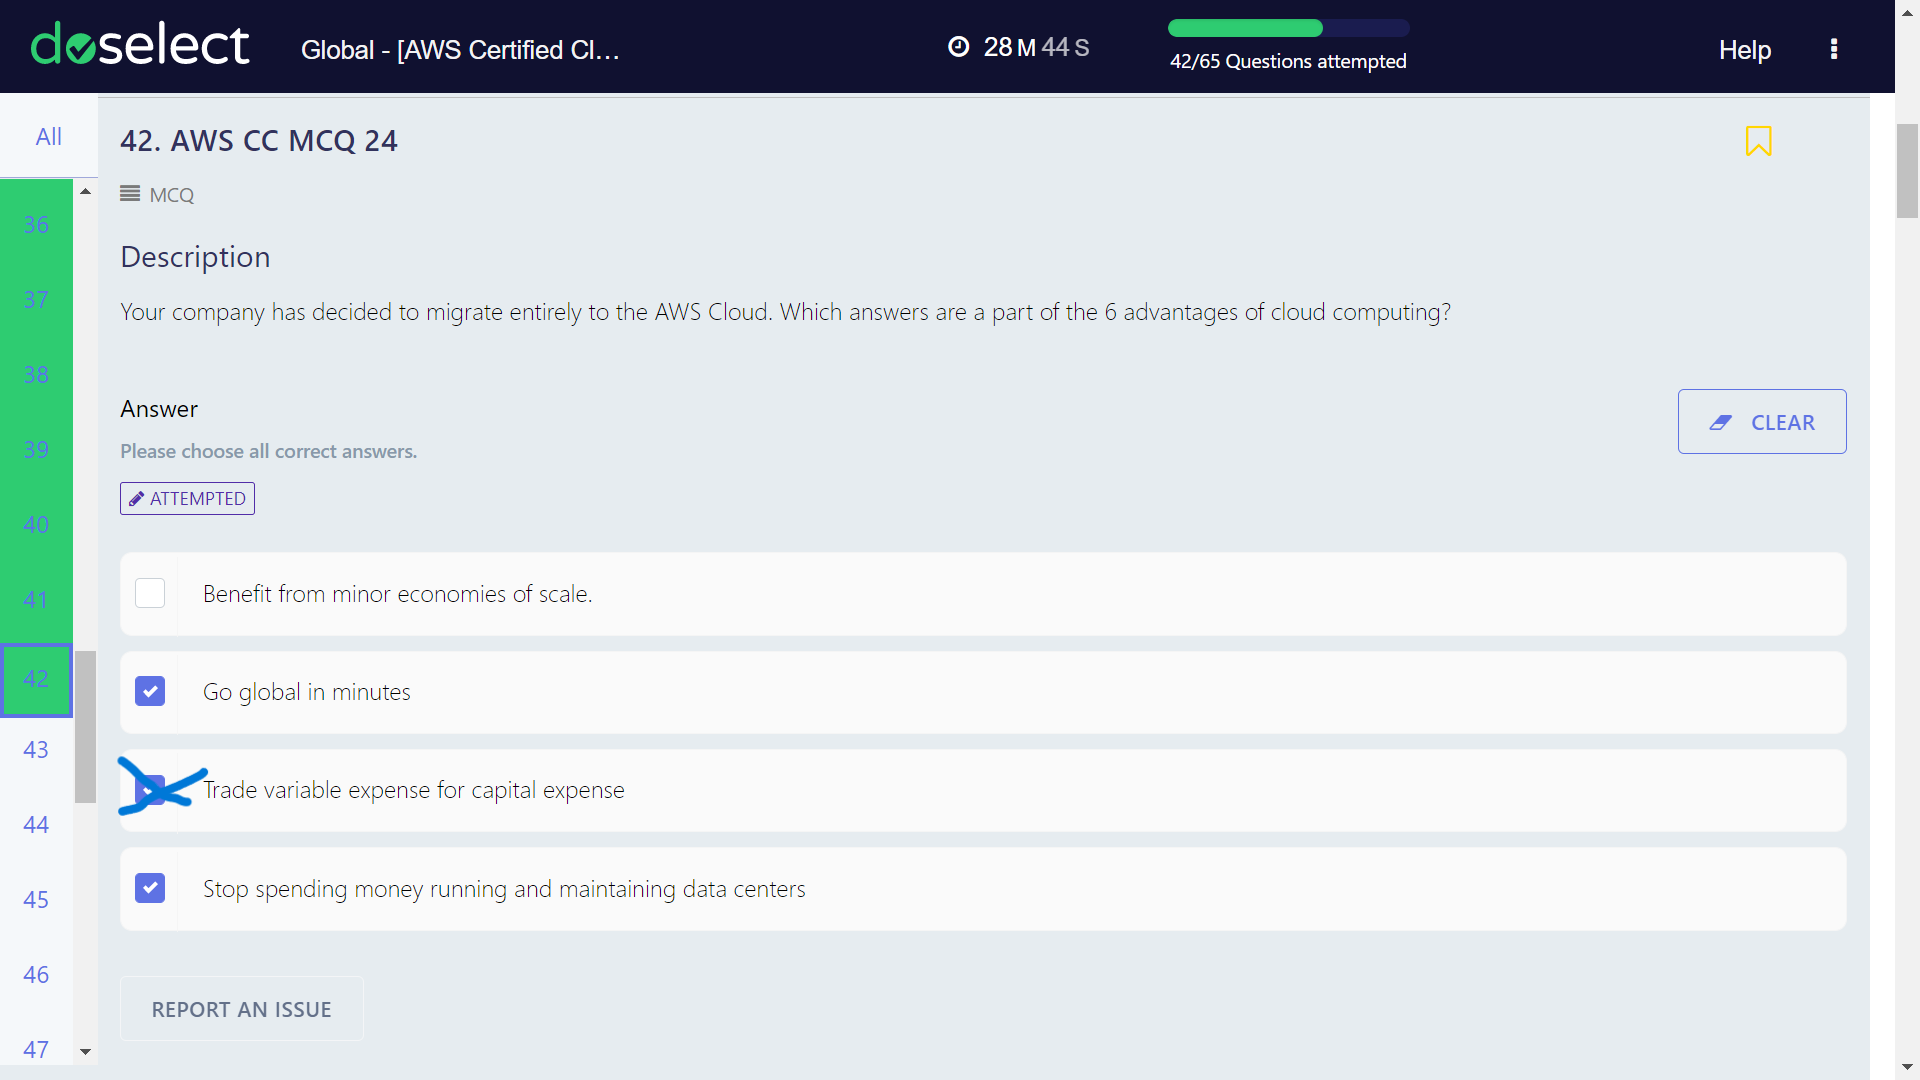 doselect
Global - [AWS Certified Cl...
28 M 44 S
42/65 Questions attempted
Help
All
36
37
38
39
40
41
42
43
44
45
46
47
42. AWS CC MCQ 24
MCQ
Description
Your company has decided to migrate entirely to the AWS Cloud. Which answers are a part of the 6 advantages of cloud computing?
Answer
CLEAR
Please choose all correct answers.
ATTEMPTED
Benefit from minor economies of scale.
Go global in minutes
Trade variable expense for capital expense
Stop spending money running and maintaining data centers
REPORT AN ISSUE